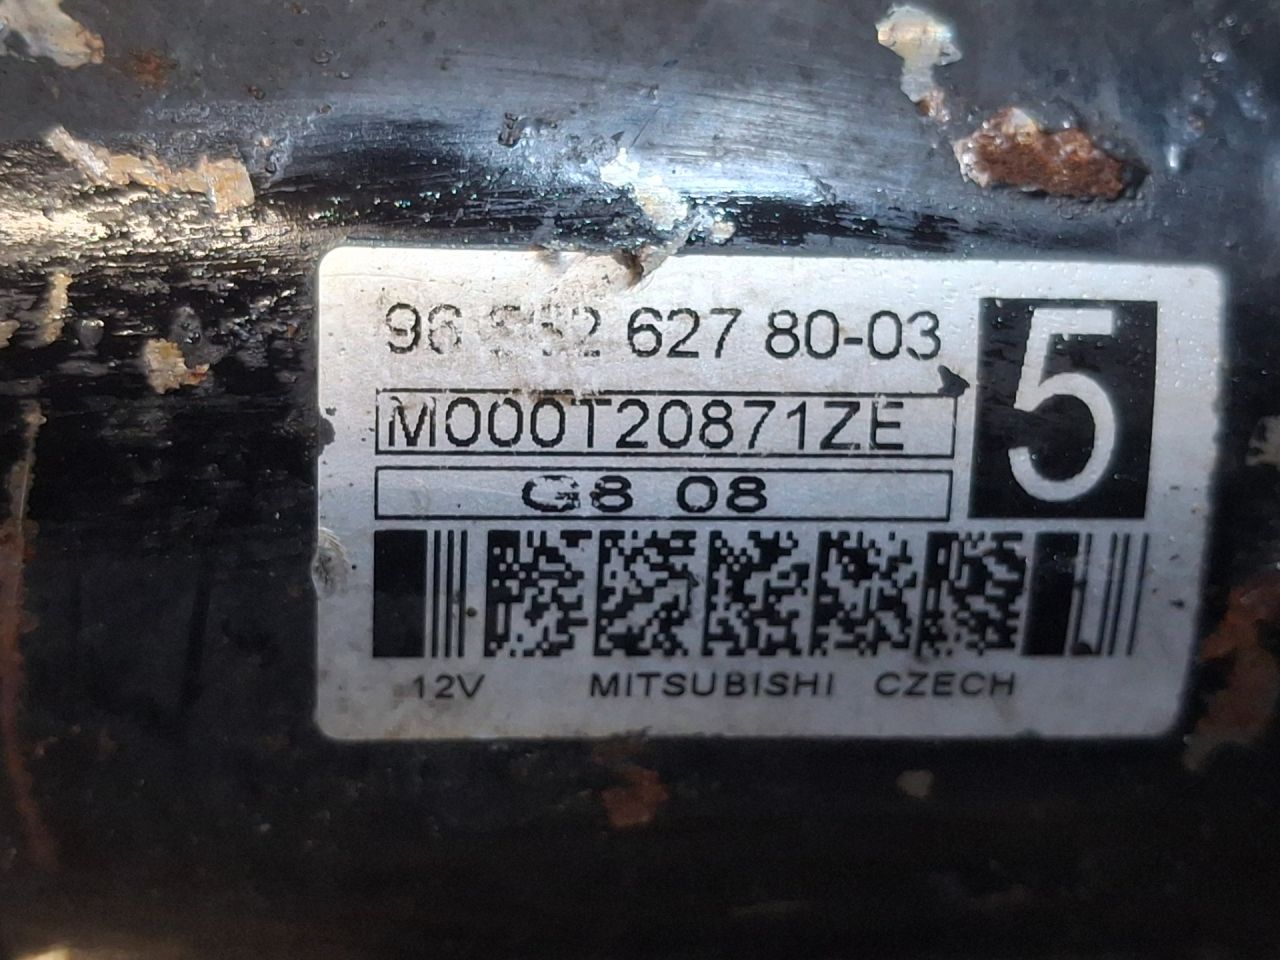 96 627 80-03
5
M000T20871ZE
G8 08
12V MITSUBISHI CZECH